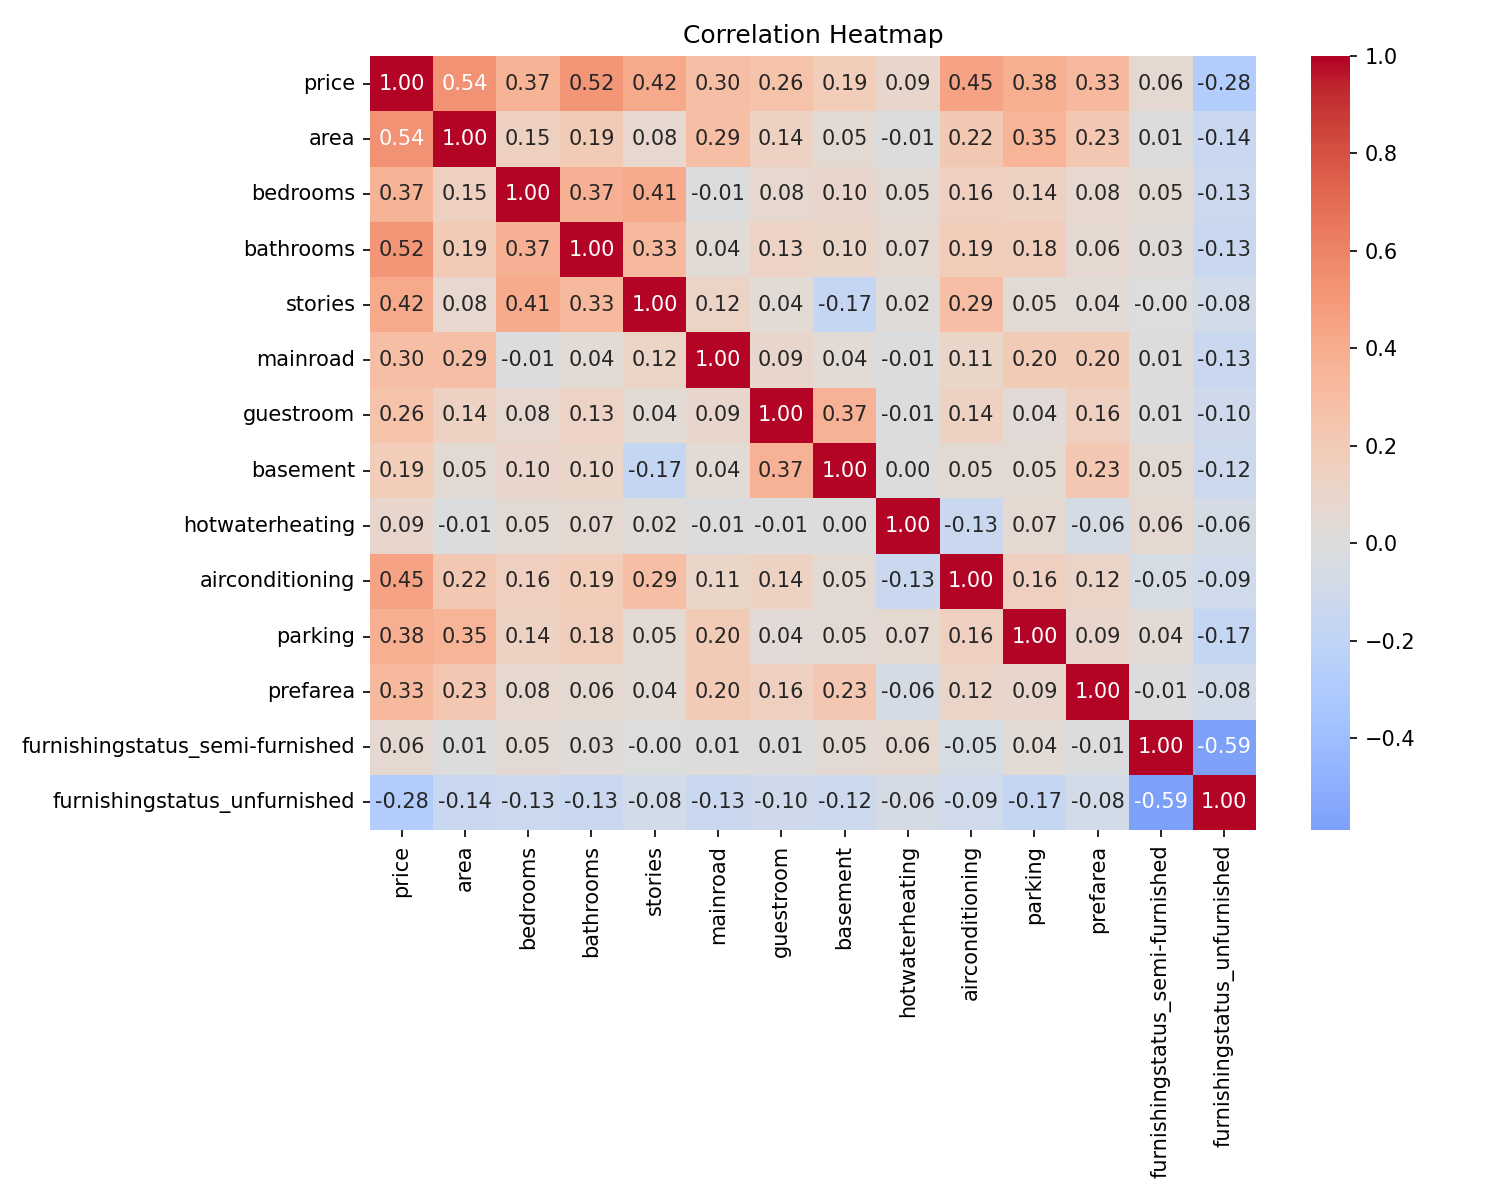 Correlation Heatmap
price 1.00 0.54 0.37 0.52 0.42 0.30 0.26 0.19 0.09 0.45 0.38 0.33 0.06 -0.28
area 0.54 1.00 0.15 0.19 0.08 0.29 0.14 0.05 -0.01 0.22 0.35 0.23 0.01 -0.14
bedrooms 0.37 0.15 1.00 0.37 0.41 -0.01 0.08 0.10 0.05 0.16 0.14 0.08 0.05 -0.13
bathrooms 0.52 0.19 0.37 1.00 0.33 0.04 0.13 0.10 0.07 0.19 0.18 0.06 0.03 -0.13
stories 0.42 0.08 0.41 0.33 1.00 0.12 0.04 -0.17 0.02 0.29 0.05 0.04 -0.00 -0.08
mainroad 0.30 0.29 -0.01 0.04 0.12 1.00 0.09 0.04 -0.01 0.11 0.20 0.20 0.01 -0.13
guestroom 0.26 0.14 0.08 0.13 0.04 0.09 1.00 0.37 -0.01 0.14 0.04 0.16 0.01 -0.10
basement 0.19 0.05 0.10 0.10 -0.17 0.04 0.37 1.00 0.00 0.05 0.05 0.23 0.05 -0.12
hotwaterheating 0.09 -0.01 0.05 0.07 0.02 -0.01 -0.01 0.00 1.00 -0.13 0.07 -0.06 0.06 -0.06
airconditioning 0.45 0.22 0.16 0.19 0.29 0.11 0.14 0.05 -0.13 1.00 0.16 0.12 -0.05 -0.09
parking 0.38 0.35 0.14 0.18 0.05 0.20 0.04 0.05 0.07 0.16 1.00 0.09 0.04 -0.17
prefarea 0.33 0.23 0.08 0.06 0.04 0.20 0.16 0.23 -0.06 0.12 0.09 1.00 -0.01 -0.08
furnishingstatus_semi-furnished 0.06 0.01 0.05 0.03 -0.00 0.01 0.01 0.05 0.06 -0.05 0.04 -0.01 1.00 -0.59
furnishingstatus_unfurnished -0.28 -0.14 -0.13 -0.13 -0.08 -0.13 -0.10 -0.12 -0.06 -0.09 -0.17 -0.08 -0.59 1.00
price
area
bedrooms
bathrooms
stories
mainroad
guestroom
basement
hotwaterheating
airconditioning
parking
prefarea
furnishingstatus_semi-furnished
furnishingstatus_unfurnished
1.0
0.8
0.6
0.4
0.2
0.0
−0.2
−0.4